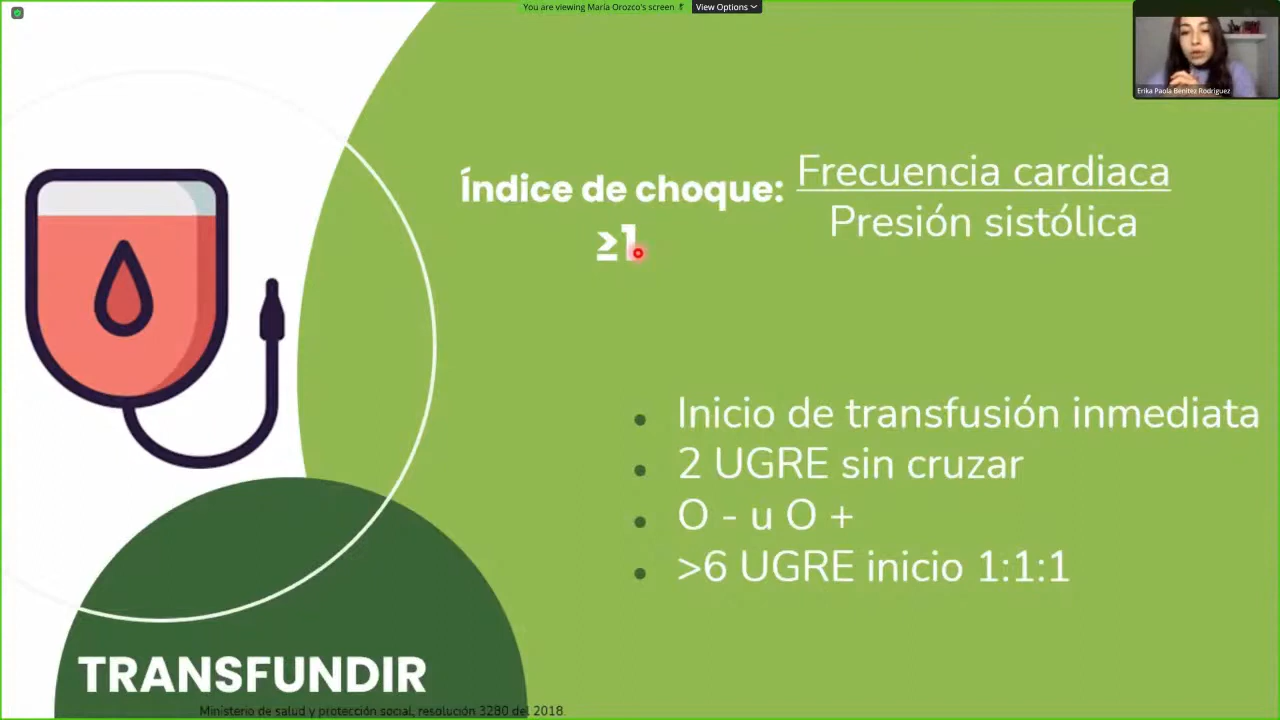 You are viewing María Orozco's screen
View Options
Erika Paola Benitez Rodriguez
Índice de choque:
≥1
Frecuencia cardiaca
Presión sistólica
Inicio de transfusión inmediata
2 UGRE sin cruzar
O - u O +
>6 UGRE inicio 1:1:1
TRANSFUNDIR
Ministerio de salud y protección social, resolución 3280 del 2018.